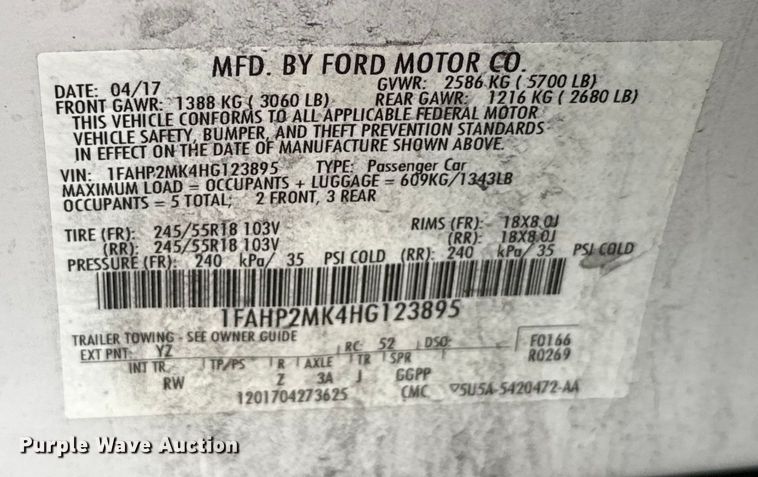 MFD. BY FORD MOTOR CO.
DATE: 04/17 GVWR: 2586 KG ( 5700 LB)
FRONT GAWR: 1388 KG ( 3060 LB) REAR GAWR: 1216 KG ( 2680 LB)
THIS VEHICLE CONFORMS TO ALL APPLICABLE FEDERAL MOTOR
VEHICLE SAFETY, BUMPER, AND THEFT PREVENTION STANDARDS
IN EFFECT ON THE DATE OF MANUFACTURE SHOWN ABOVE.
VIN: 1FAHP2MK4HG123895 TYPE: Passenger Car
MAXIMUM LOAD = OCCUPANTS + LUGGAGE = 609KG/1343LB
OCCUPANTS = 5 TOTAL; 2 FRONT, 3 REAR
TIRE (FR): 245/55R18 103V RIMS (FR): 18X8.0J
(RR): 245/55R18 103V (RR): 18X8.0J
PRESSURE (FR): 240 kPa/ 35 PSI COLD (RR): 240 kPa/ 35 PSI COLD
1FAHP2MK4HG123895
TRAILER TOWING - SEE OWNER GUIDE
EXT PNT: YZ RC: 52 DSO: F0166
R0269
INT TR. TP/PS R AXLE TR SPR
RW Z 3A J GGPP
1201704273625 CMC 5U5A-5420472-AA
Purple Wave Auction